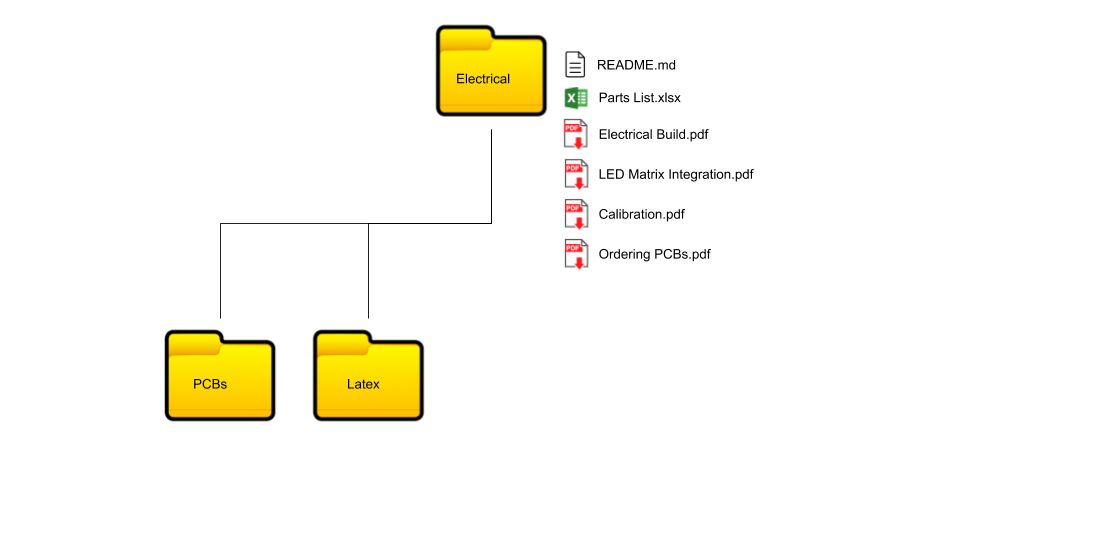 Electrical
README.md
Parts List.xlsx
PDF
Electrical Build.pdf
PDF
LED Matrix Integration.pdf
PDF
Calibration.pdf
PDF
Ordering PCBs.pdf
PCBs
Latex